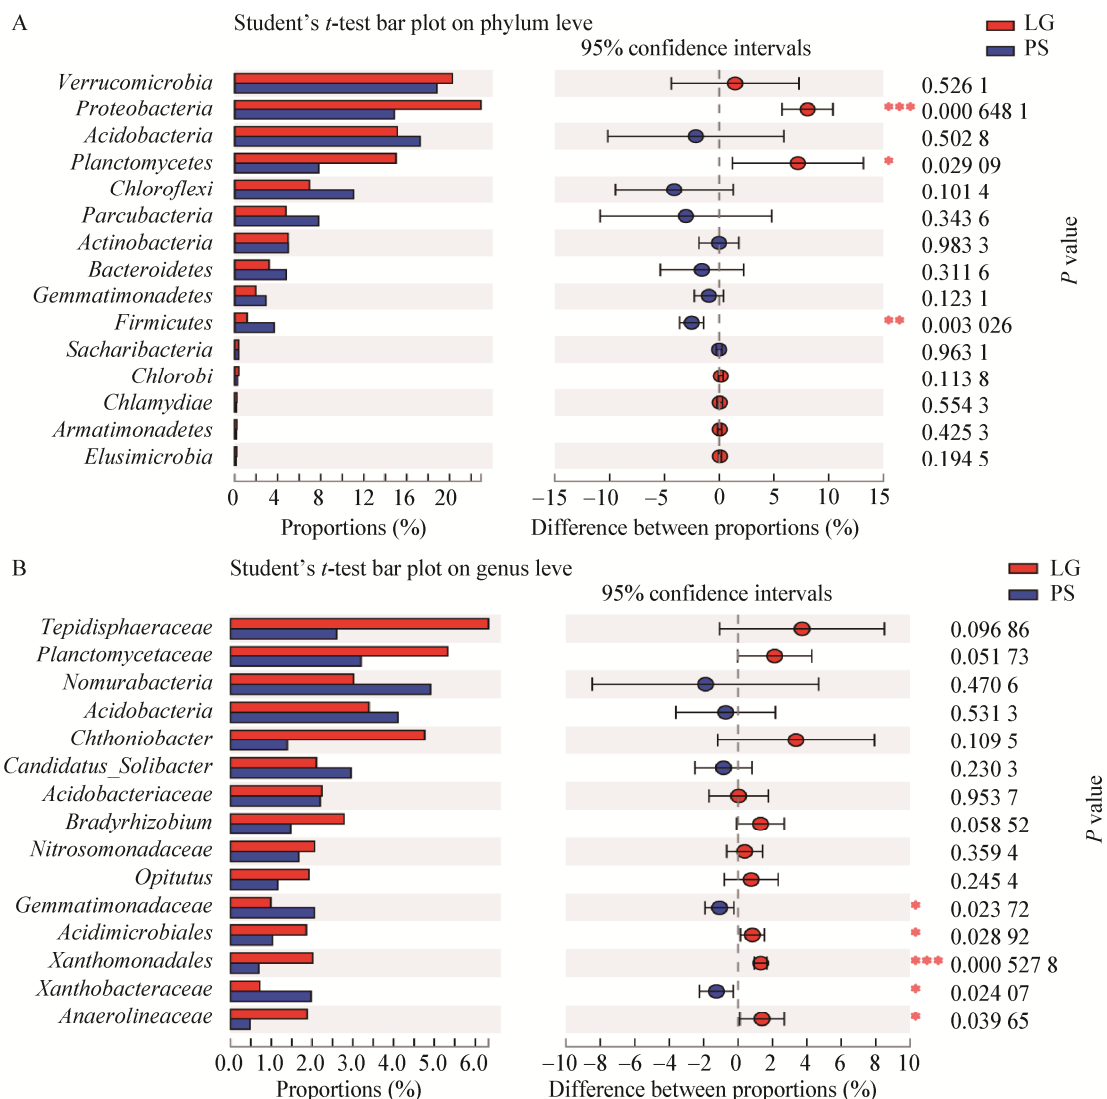 A Student's t-test bar plot on phylum leve
LG
PS
95% confidence intervals
Verrucomicrobia 0.526 1
Proteobacteria *** 0.000 648 1
Acidobacteria 0.502 8
Planctomycetes * 0.029 09
Chloroflexi 0.101 4
Parcubacteria 0.343 6
Actinobacteria 0.983 3
Bacteroidetes 0.311 6
Gemmatimonadetes 0.123 1
Firmicutes ** 0.003 026
Sacharibacteria 0.963 1
Chlorobi 0.113 8
Chlamydiae 0.554 3
Armatimonadetes 0.425 3
Elusimicrobia 0.194 5
P value
0 4 8 12 16 20 −15 −10 −5 0 5 10 15
Proportions (%) Difference between proportions (%)
B Student's t-test bar plot on genus leve
LG
PS
95% confidence intervals
Tepidisphaeraceae 0.096 86
Planctomycetaceae 0.051 73
Nomurabacteria 0.470 6
Acidobacteria 0.531 3
Chthoniobacter 0.109 5
Candidatus_Solibacter 0.230 3
Acidobacteriaceae 0.953 7
Bradyrhizobium 0.058 52
Nitrosomonadaceae 0.359 4
Opitutus 0.245 4
Gemmatimonadaceae * 0.023 72
Acidimicrobiales * 0.028 92
Xanthomonadales *** 0.000 527 8
Xanthobacteraceae * 0.024 07
Anaerolineaceae * 0.039 65
P value
0.0 1.0 2.0 3.0 4.0 5.0 6.0 −10 −8 −6 −4 −2 0 2 4 6 8 10
Proportions (%) Difference between proportions (%)